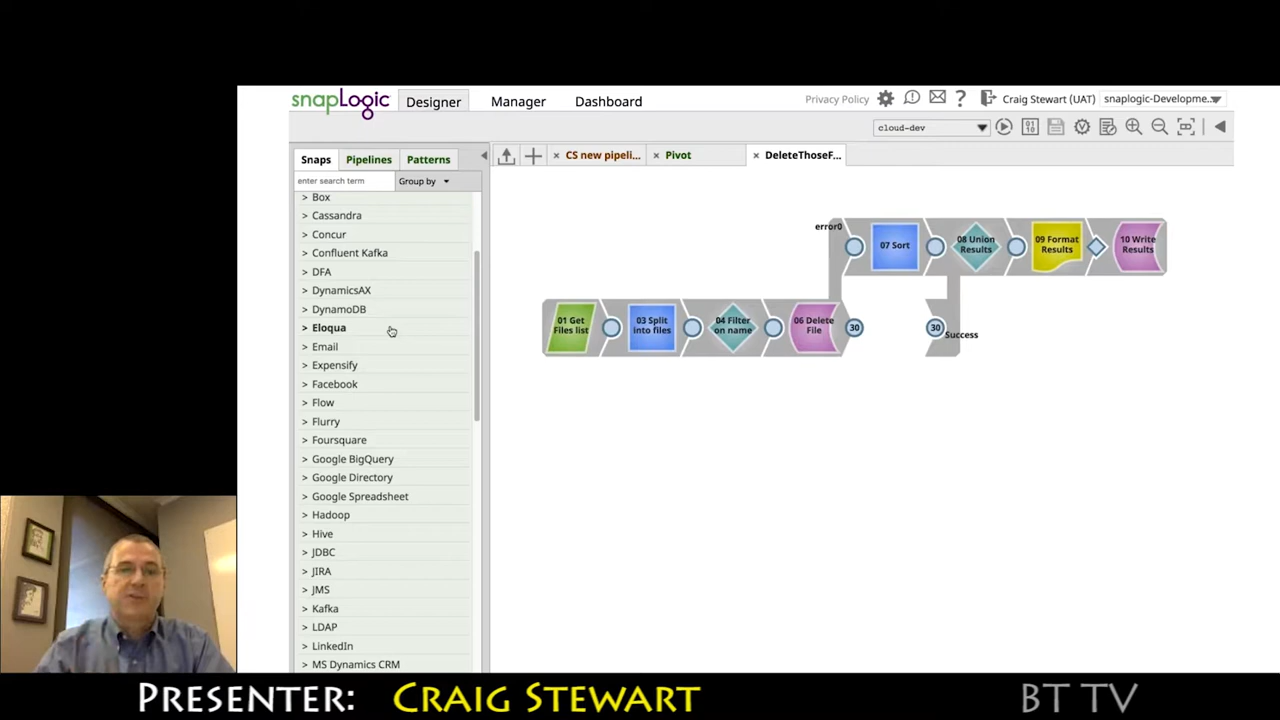 snapLogic
Designer
Manager
Dashboard
Privacy Policy
Craig Stewart (UAT)
snaplogic-Developme...
cloud-dev
Snaps
Pipelines
Patterns
CS new pipeli...
Pivot
DeleteThoseF...
enter search term
Group by
> Box
> Cassandra
> Concur
> Confluent Kafka
> DFA
> DynamicsAX
> DynamoDB
> Eloqua
> Email
> Expensify
> Facebook
> Flow
> Flurry
> Foursquare
> Google BigQuery
> Google Directory
> Google Spreadsheet
> Hadoop
> Hive
> JDBC
> JIRA
> JMS
> Kafka
> LDAP
> LinkedIn
> MS Dynamics CRM
error0
07 Sort
08 Union
Results
09 Format
Results
10 Write
Results
01 Get
Files list
03 Split
into files
04 Filter
on name
06 Delete
File
30
30
Success
Presenter: Craig Stewart
BT TV